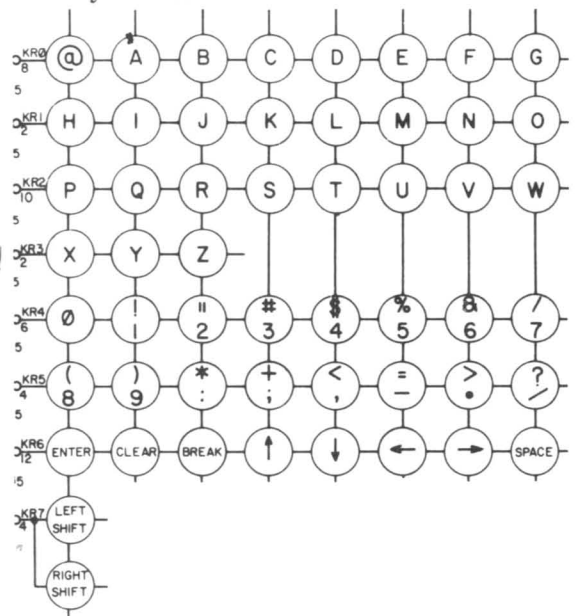 KR0 @ A B C D E F G
8
5
KR1 H I J K L M N O
2
5
KR2 P Q R S T U V W
10
5
KR3 X Y Z
2
5
! " # $ % & /
KR4 0 1 2 3 4 5 6 7
6
5
( ) * + < = > ?
KR5 8 9 : ; , − . /
4
5
KR6 ENTER CLEAR BREAK ↑ ↓ ← → SPACE
12
5
KR7 LEFT
4 SHIFT
RIGHT
SHIFT